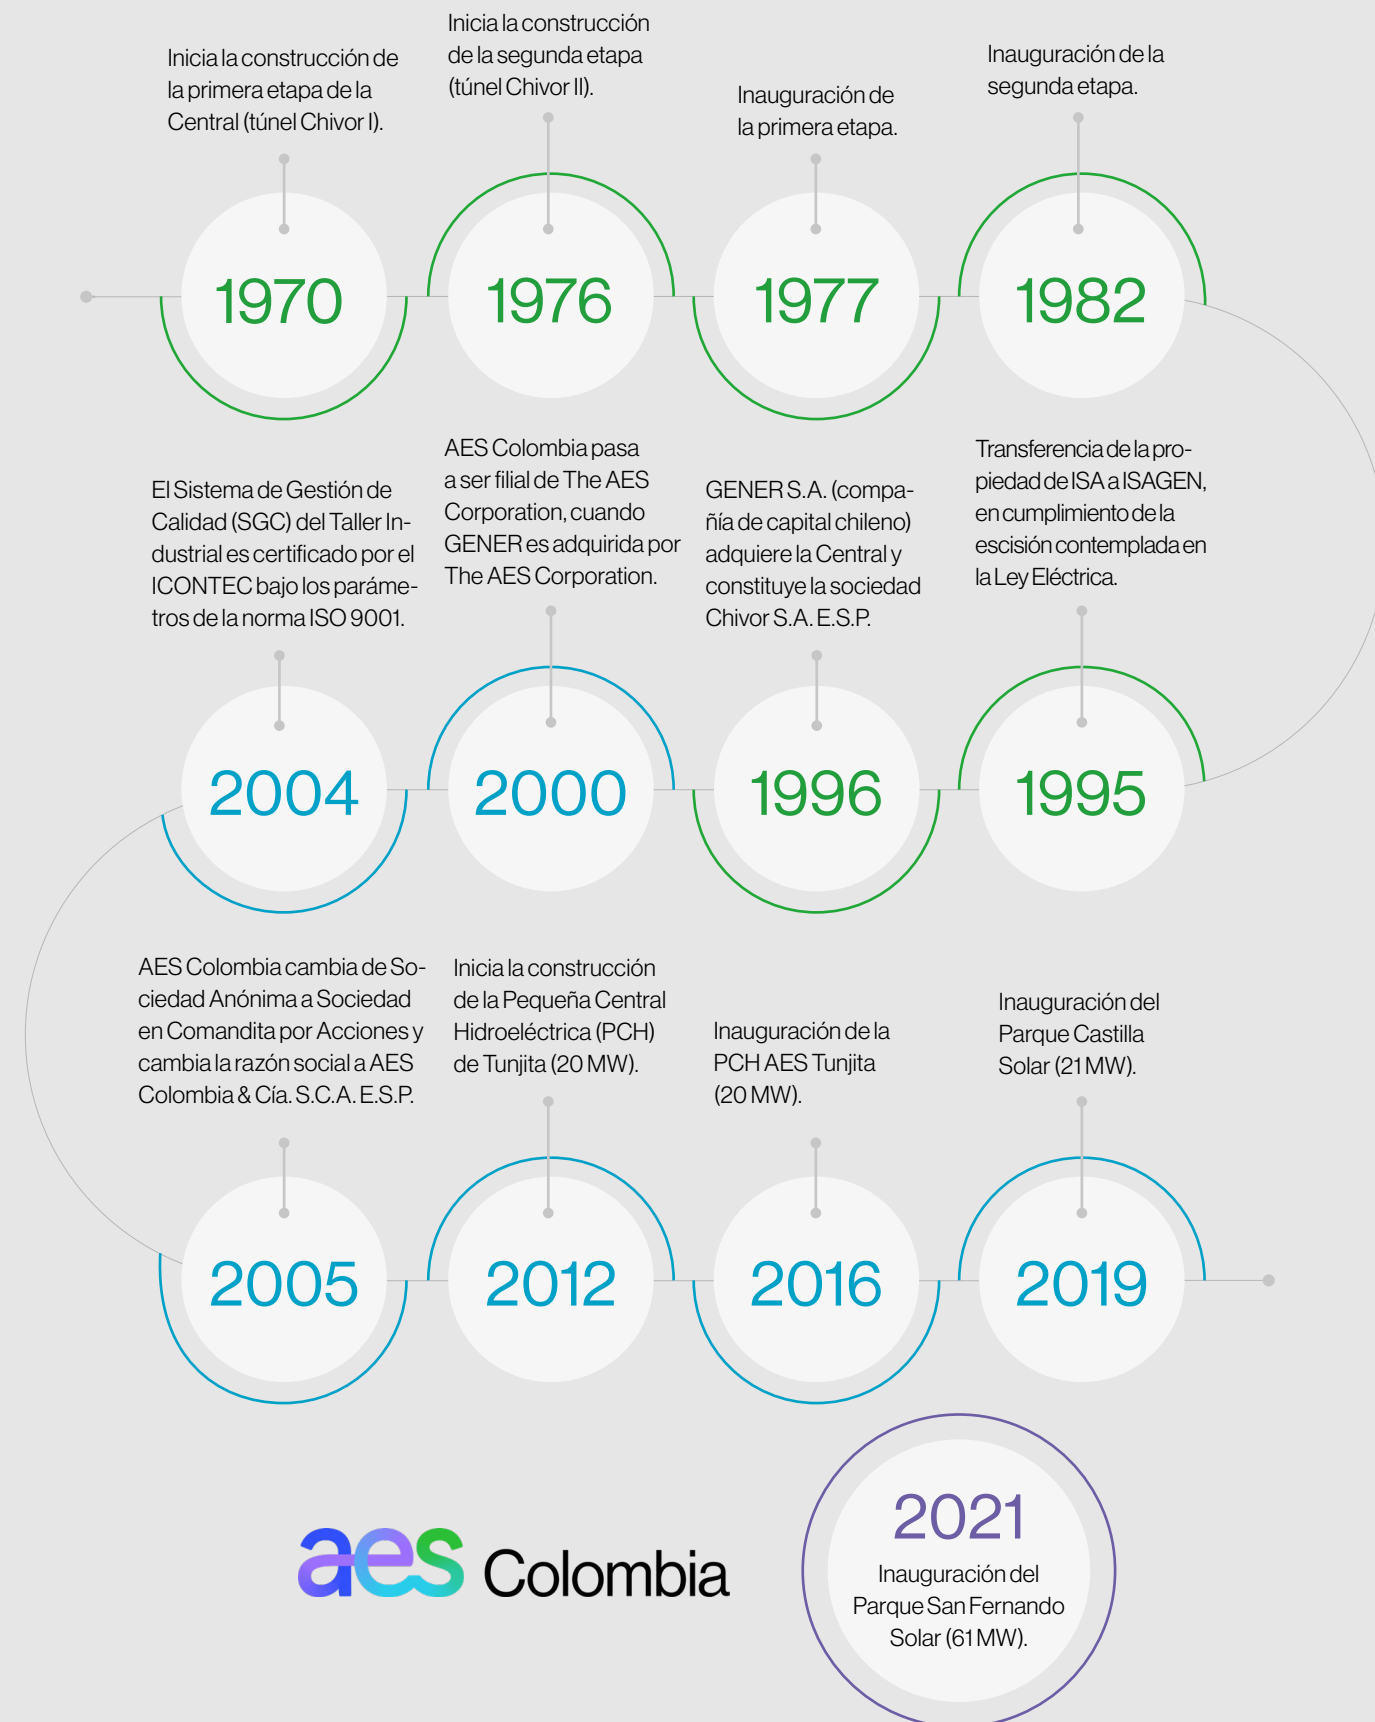 Inicia la construcción de
la primera etapa de la
Central (túnel Chivor I).
1970
Inicia la construcción
de la segunda etapa
(túnel Chivor II).
1976
Inauguración de
la primera etapa.
1977
Inauguración de la
segunda etapa.
1982
Transferencia de la pro-
piedad de ISA a ISAGEN,
en cumplimiento de la
escisión contemplada en
la Ley Eléctrica.
1995
GENER S.A. (compa-
ñía de capital chileno)
adquiere la Central y
constituye la sociedad
Chivor S.A. E.S.P.
1996
AES Colombia pasa
a ser filial de The AES
Corporation, cuando
GENER es adquirida por
The AES Corporation.
2000
El Sistema de Gestión de
Calidad (SGC) del Taller In-
dustrial es certificado por el
ICONTEC bajo los paráme-
tros de la norma ISO 9001.
2004
AES Colombia cambia de So-
ciedad Anónima a Sociedad
en Comandita por Acciones y
cambia la razón social a AES
Colombia & Cía. S.C.A. E.S.P.
2005
Inicia la construcción
de la Pequeña Central
Hidroeléctrica (PCH)
de Tunjita (20 MW).
2012
Inauguración de la
PCH AES Tunjita
(20 MW).
2016
Inauguración del
Parque Castilla
Solar (21 MW).
2019
2021
Inauguración del
Parque San Fernando
Solar (61 MW).
aes Colombia